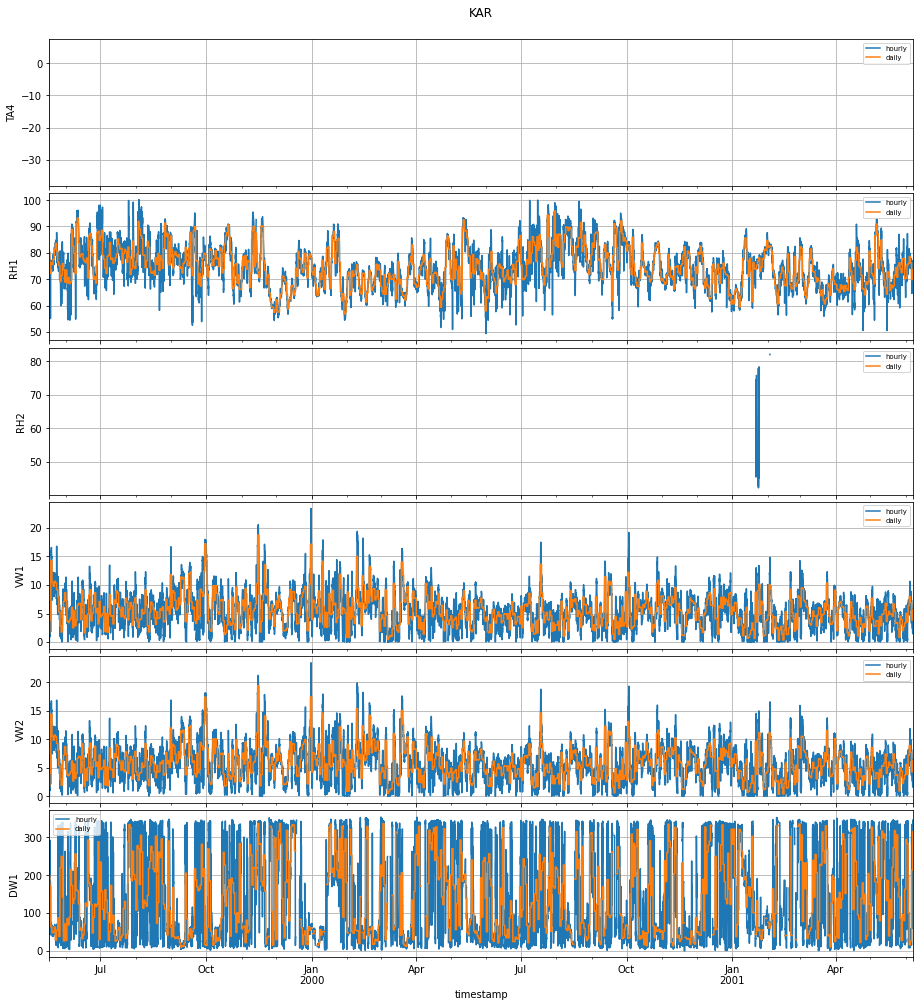 KAR
TA4
0
−10
−20
−30
hourly
daily
RH1
100
90
80
70
60
50
hourly
daily
RH2
80
70
60
50
hourly
daily
VW1
20
15
10
5
0
hourly
daily
VW2
20
15
10
5
0
hourly
daily
DW1
300
200
100
0
hourly
daily
Jul Oct Jan Apr Jul Oct Jan Apr
2000 2001
timestamp